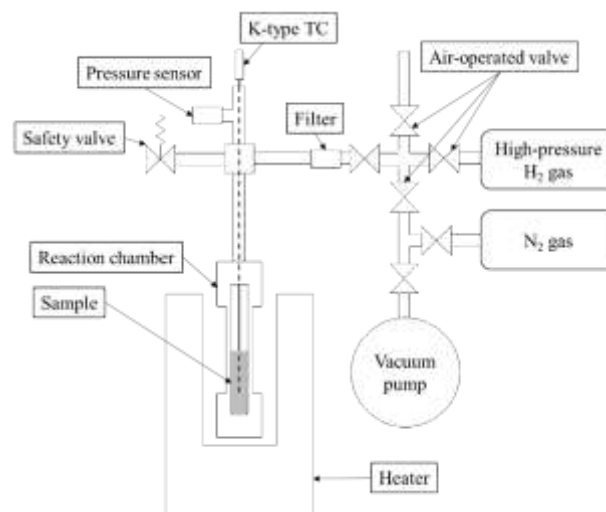 K-type TC
Pressure sensor
Air-operated valve
Safety valve
Filter
High-pressure
H₂ gas
N₂ gas
Reaction chamber
Sample
Vacuum
pump
Heater